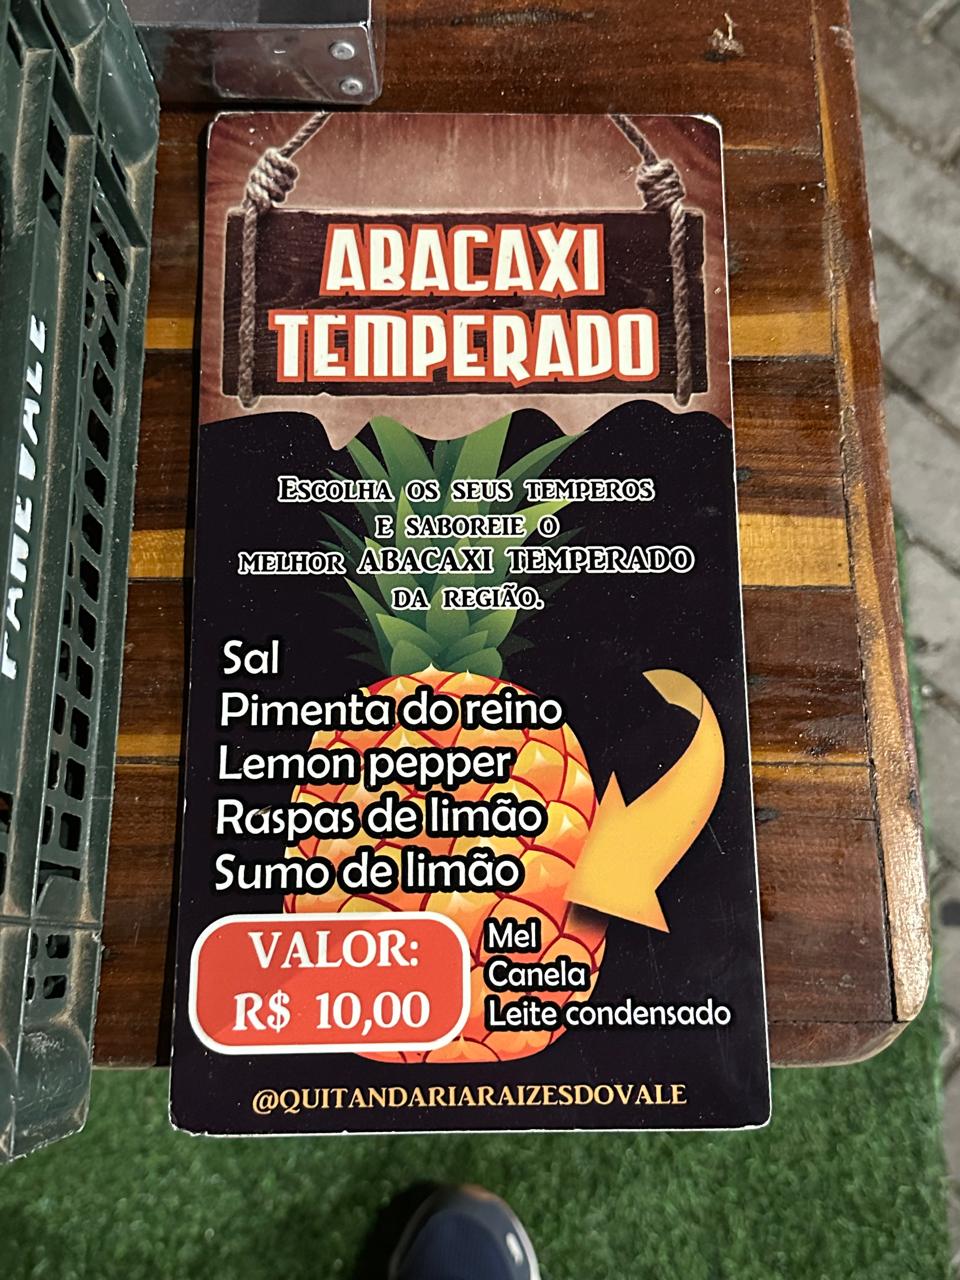 ABACAXI
TEMPERADO
ESCOLHA OS SEUS TEMPEROS
E SABOREIE O
MELHOR ABACAXI TEMPERADO
DA REGIÃO.
Sal
Pimenta do reino
Lemon pepper
Raspas de limão
Sumo de limão
Mel
Canela
Leite condensado
VALOR:
R$ 10,00
@QUITANDARIARAIZESDOVALE
PANEVALE